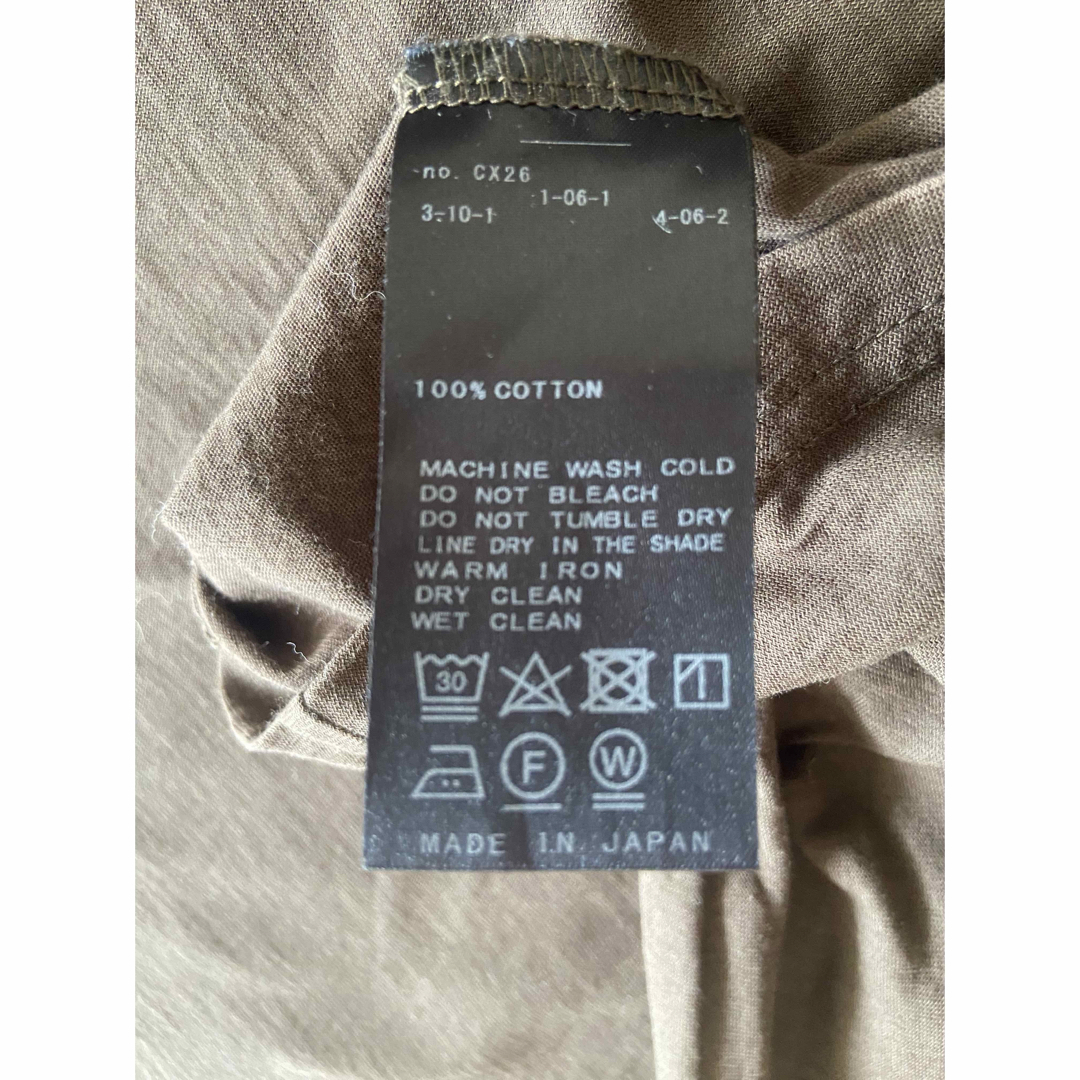 no. CX26
1-06-1
3-10-1 4-06-2
100% COTTON
MACHINE WASH COLD
DO NOT BLEACH
DO NOT TUMBLE DRY
LINE DRY IN THE SHADE
WARM IRON
DRY CLEAN
WET CLEAN
30
F W
MADE IN JAPAN